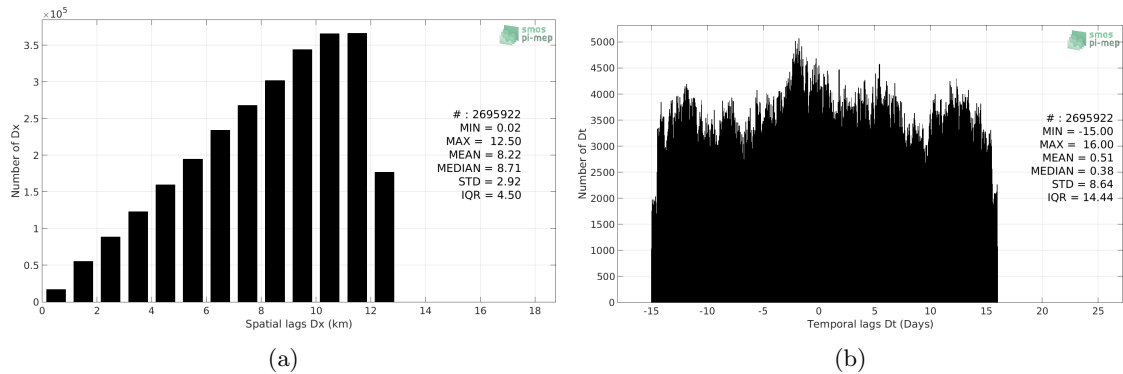 ×10⁵
3.5
3
2.5
2
1.5
1
0.5
0
Number of Dx
0 2 4 6 8 10 12 14 16 18
Spatial lags Dx (km)
smos
pi-mep
# : 2695922
MIN = 0.02
MAX = 12.50
MEAN = 8.22
MEDIAN = 8.71
STD = 2.92
IQR = 4.50
(a)
5000
4500
4000
3500
3000
2500
2000
1500
1000
500
0
Number of Dt
-15 -10 -5 0 5 10 15 20 25
Temporal lags Dt (Days)
smos
pi-mep
# : 2695922
MIN = -15.00
MAX = 16.00
MEAN = 0.51
MEDIAN = 0.38
STD = 8.64
IQR = 14.44
(b)